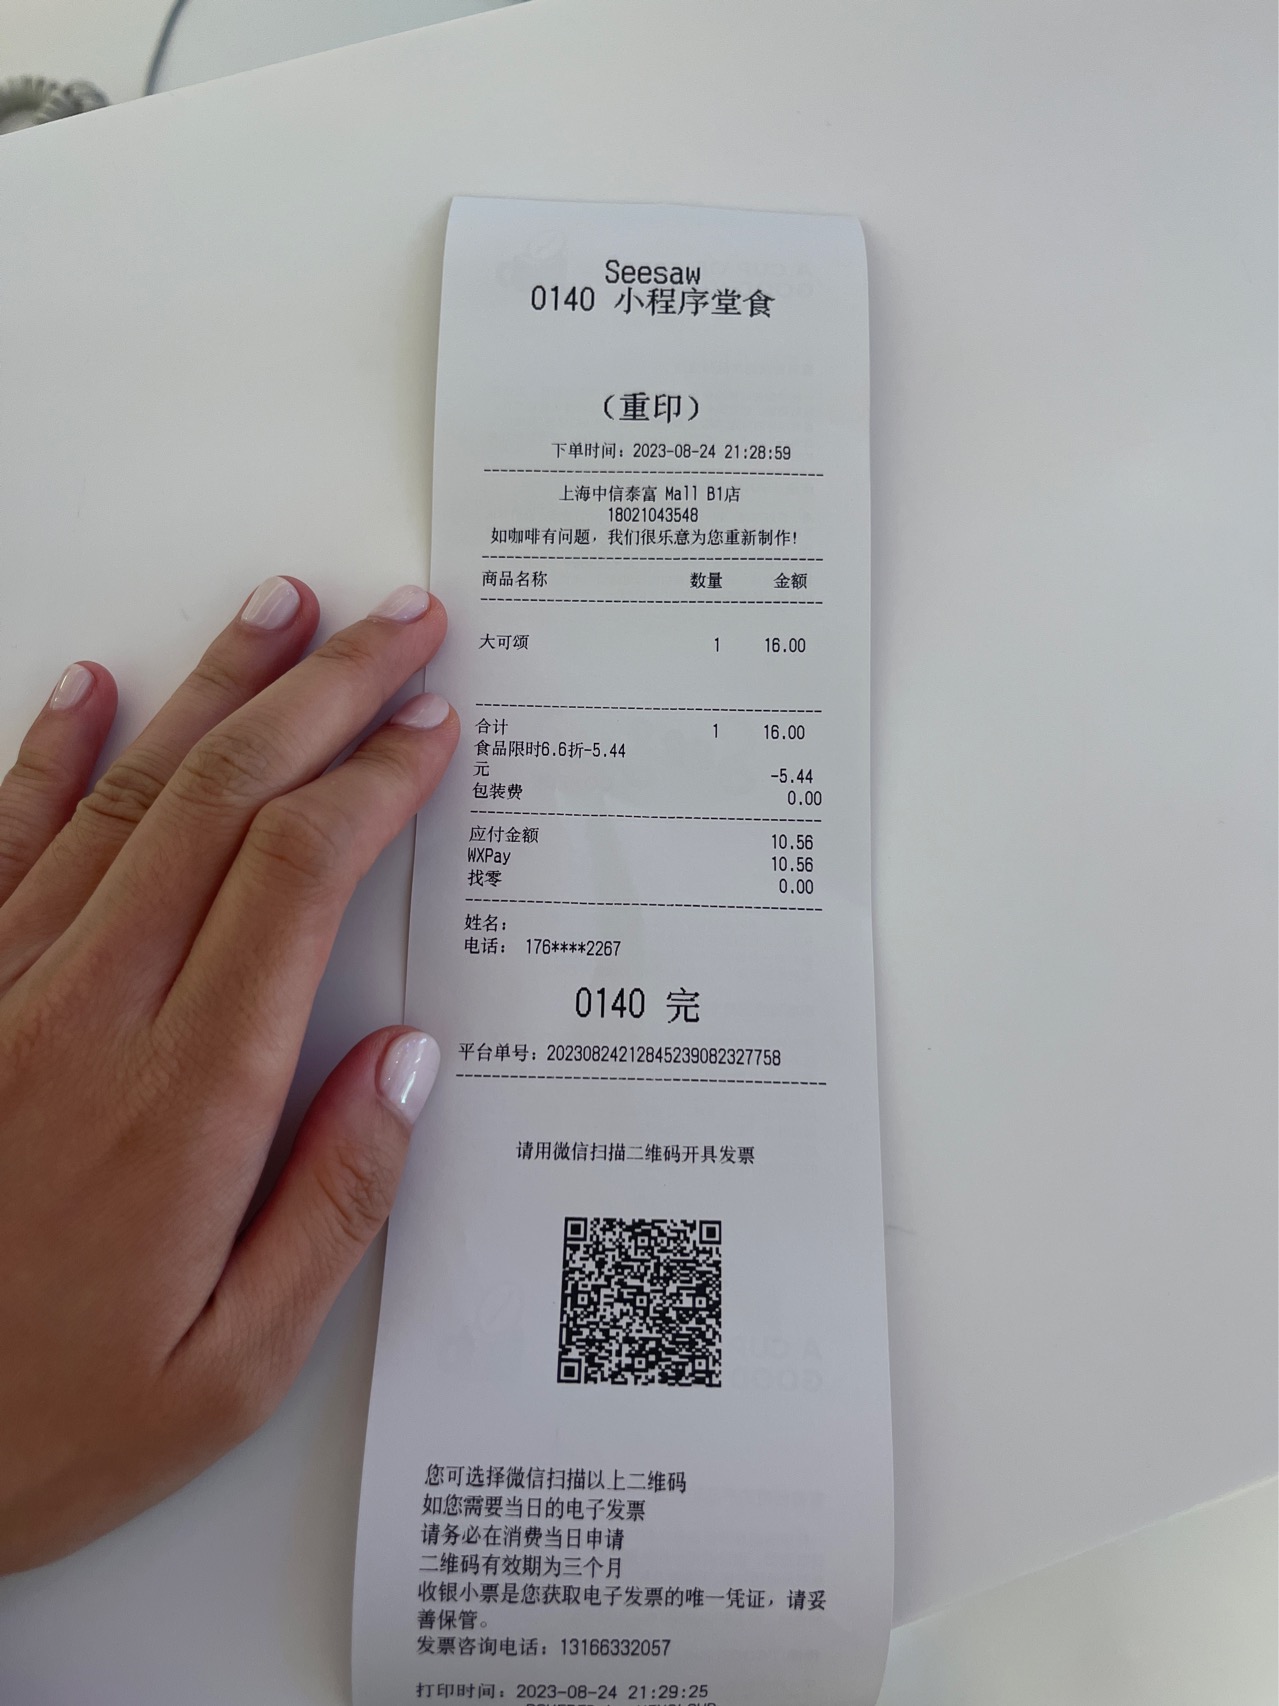 Seesaw
0140 小程序堂食
（重印）
下单时间：2023-08-24 21:28:59
上海中信泰富 Mall B1店
18021043548
如咖啡有问题，我们很乐意为您重新制作！
商品名称 数量 金额
大可颂 1 16.00
合计 1 16.00
食品限时6.6折-5.44
元 -5.44
包装费 0.00
应付金额 10.56
WXPay 10.56
找零 0.00
姓名：
电话： 176****2267
0140 完
平台单号：20230824212845239082327758
请用微信扫描二维码开具发票
您可选择微信扫描以上二维码
如您需要当日的电子发票
请务必在消费当日申请
二维码有效期为三个月
收银小票是您获取电子发票的唯一凭证，请妥
善保管。
发票咨询电话：13166332057
打印时间：2023-08-24 21:29:25